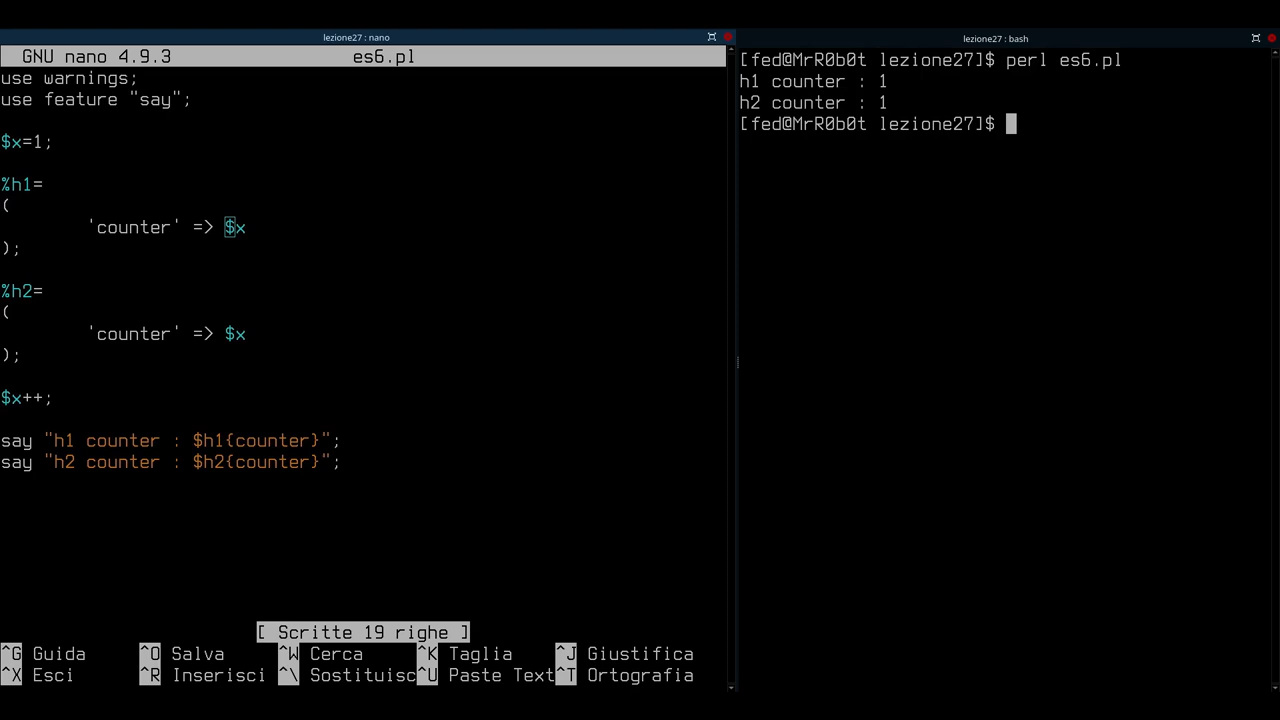 lezione27 : nano
GNU nano 4.9.3 es6.pl
use warnings;
use feature "say";
$x=1;
%h1=
(
'counter' => $x
);
%h2=
(
'counter' => $x
);
$x++;
say "h1 counter : $h1{counter}";
say "h2 counter : $h2{counter}";
[ Scritte 19 righe ]
^G Guida ^O Salva ^W Cerca ^K Taglia ^J Giustifica
^X Esci ^R Inserisci ^\ Sostituisc ^U Paste Text ^T Ortografia
lezione27 : bash
[fed@MrR0b0t lezione27]$ perl es6.pl
h1 counter : 1
h2 counter : 1
[fed@MrR0b0t lezione27]$